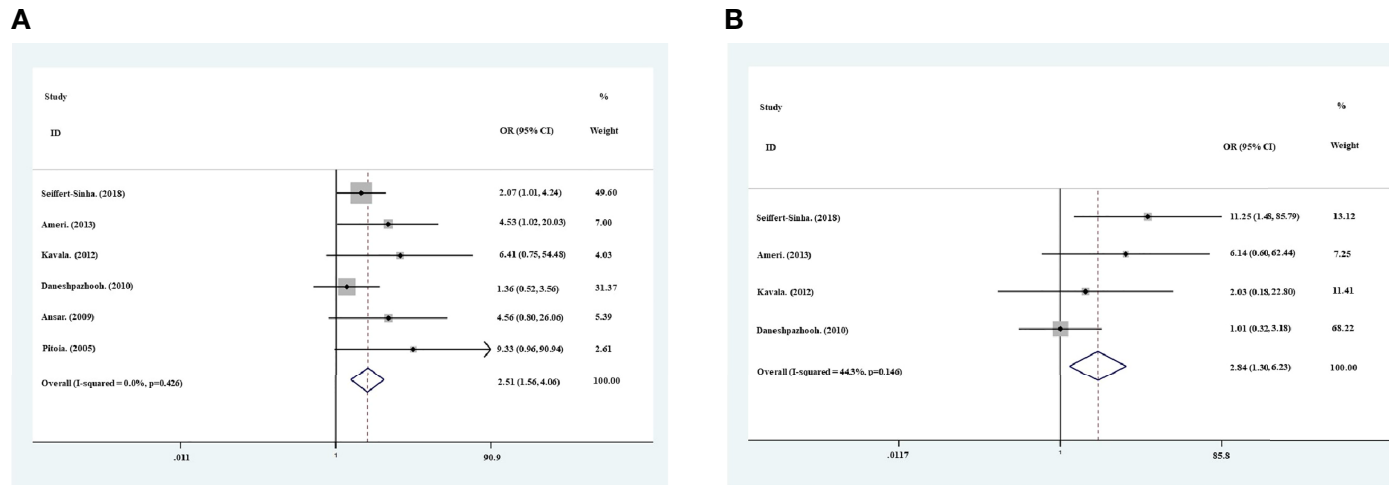 A
Study %
ID OR (95% CI) Weight
Seiffert-Sinha. (2018) 2.07 (1.01, 4.24) 49.60
Ameri. (2013) 4.53 (1.02, 20.03) 7.00
Kavala. (2012) 6.41 (0.75, 54.48) 4.03
Daneshpazhooh. (2010) 1.36 (0.52, 3.56) 31.37
Ansar. (2009) 4.56 (0.80, 26.06) 5.39
Pitoia. (2005) 9.33 (0.96, 90.94) 2.61
Overall (I-squared = 0.0%, p=0.426) 2.51 (1.56, 4.06) 100.00
.011 1 90.9
B
Study %
ID OR (95% CI) Weight
Seiffert-Sinha. (2018) 11.25 (1.48, 85.79) 13.12
Ameri. (2013) 6.14 (0.60, 62.44) 7.25
Kavala. (2012) 2.03 (0.18, 22.80) 11.41
Daneshpazhooh. (2010) 1.01 (0.32, 3.18) 68.22
Overall (I-squared = 44.3%, p=0.146) 2.84 (1.30, 6.23) 100.00
.0117 1 85.8